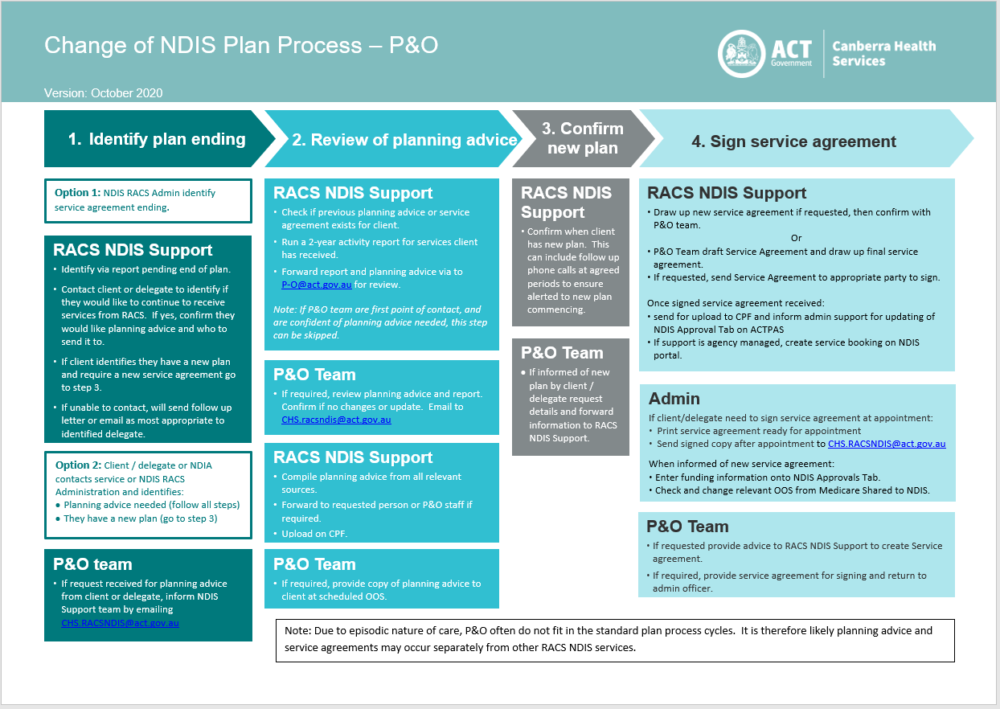 Change of NDIS Plan Process – P&O
ACT
Government
Canberra Health
Services
Version: October 2020
1. Identify plan ending
2. Review of planning advice
3. Confirm
new plan
4. Sign service agreement
Option 1: NDIS RACS Admin identify
service agreement ending.
RACS NDIS Support
• Identify via report pending end of plan.
• Contact client or delegate to identify if
they would like to continue to receive
services from RACS. If yes, confirm they
would like planning advice and who to
send it to.
• If client identifies they have a new plan
and require a new service agreement go
to step 3.
• If unable to contact, will send follow up
letter or email as most appropriate to
identified delegate.
Option 2: Client / delegate or NDIA
contacts service or NDIS RACS
Administration and identifies:
• Planning advice needed (follow all steps)
• They have a new plan (go to step 3)
P&O team
• If request received for planning advice
from client or delegate, inform NDIS
Support team by emailing
CHS.RACSNDIS@act.gov.au
RACS NDIS Support
• Check if previous planning advice or service
agreement exists for client.
• Run a 2-year activity report for services client
has received.
• Forward report and planning advice via to
P-O@act.gov.au for review.
Note: If P&O team are first point of contact, and
are confident of planning advice needed, this step
can be skipped.
P&O Team
• If required, review planning advice and report.
Confirm if no changes or update. Email to
CHS.racsndis@act.gov.au
RACS NDIS Support
• Compile planning advice from all relevant
sources.
• Forward to requested person or P&O staff if
required.
• Upload on CPF.
P&O Team
• If required, provide copy of planning advice to
client at scheduled OOS.
RACS NDIS
Support
• Confirm when client
has new plan. This
can include follow up
phone calls at agreed
periods to ensure
alerted to new plan
commencing.
P&O Team
• If informed of new
plan by client /
delegate request
details and forward
information to RACS
NDIS Support.
RACS NDIS Support
• Draw up new service agreement if requested, then confirm with
P&O team.
Or
• P&O Team draft Service Agreement and draw up final service
agreement.
• If requested, send Service Agreement to appropriate party to sign.
Once signed service agreement received:
• send for upload to CPF and inform admin support for updating of
NDIS Approval Tab on ACTPAS
• If support is agency managed, create service booking on NDIS
portal.
Admin
If client/delegate need to sign service agreement at appointment:
• Print service agreement ready for appointment
• Send signed copy after appointment to CHS.RACSNDIS@act.gov.au
When informed of new service agreement:
• Enter funding information onto NDIS Approvals Tab.
• Check and change relevant OOS from Medicare Shared to NDIS.
P&O Team
• If requested provide advice to RACS NDIS Support to create Service
agreement.
• If required, provide service agreement for signing and return to
admin officer.
Note: Due to episodic nature of care, P&O often do not fit in the standard plan process cycles. It is therefore likely planning advice and
service agreements may occur separately from other RACS NDIS services.